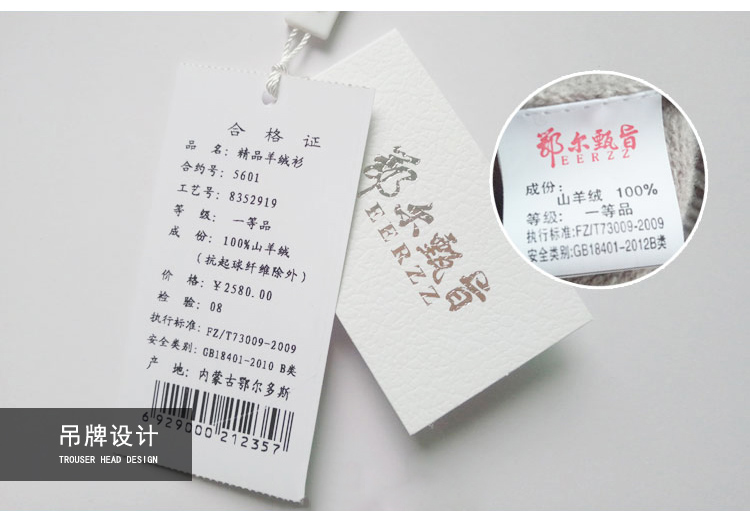 合格证
品 名：精品羊绒衫
合约号：5601
工艺号：8352919
等 级：一等品
成 份：100%山羊绒
（抗起球纤维除外）
价 格：￥2580.00
检 验：08
执行标准：FZ/T73009-2009
安全类别：GB18401-2010 B类
产 地：内蒙古鄂尔多斯
6 929000 212357
鄂尔甄旨
EERZZ
鄂尔甄旨
EERZZ
成份：
山羊绒 100%
等级： 一等品
执行标准:FZ/T73009-2009
安全类别:GB18401-2012B类
吊牌设计
TROUSER HEAD DESIGN